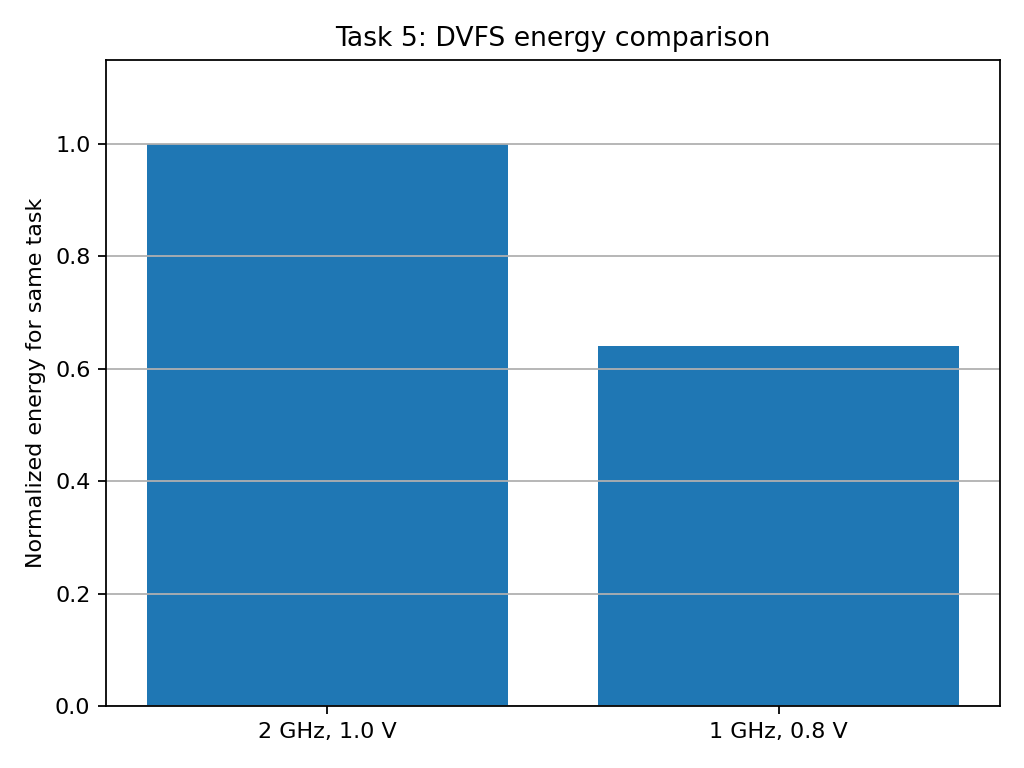 Task 5: DVFS energy comparison
Normalized energy for same task
1.0
0.8
0.6
0.4
0.2
0.0
2 GHz, 1.0 V
1 GHz, 0.8 V